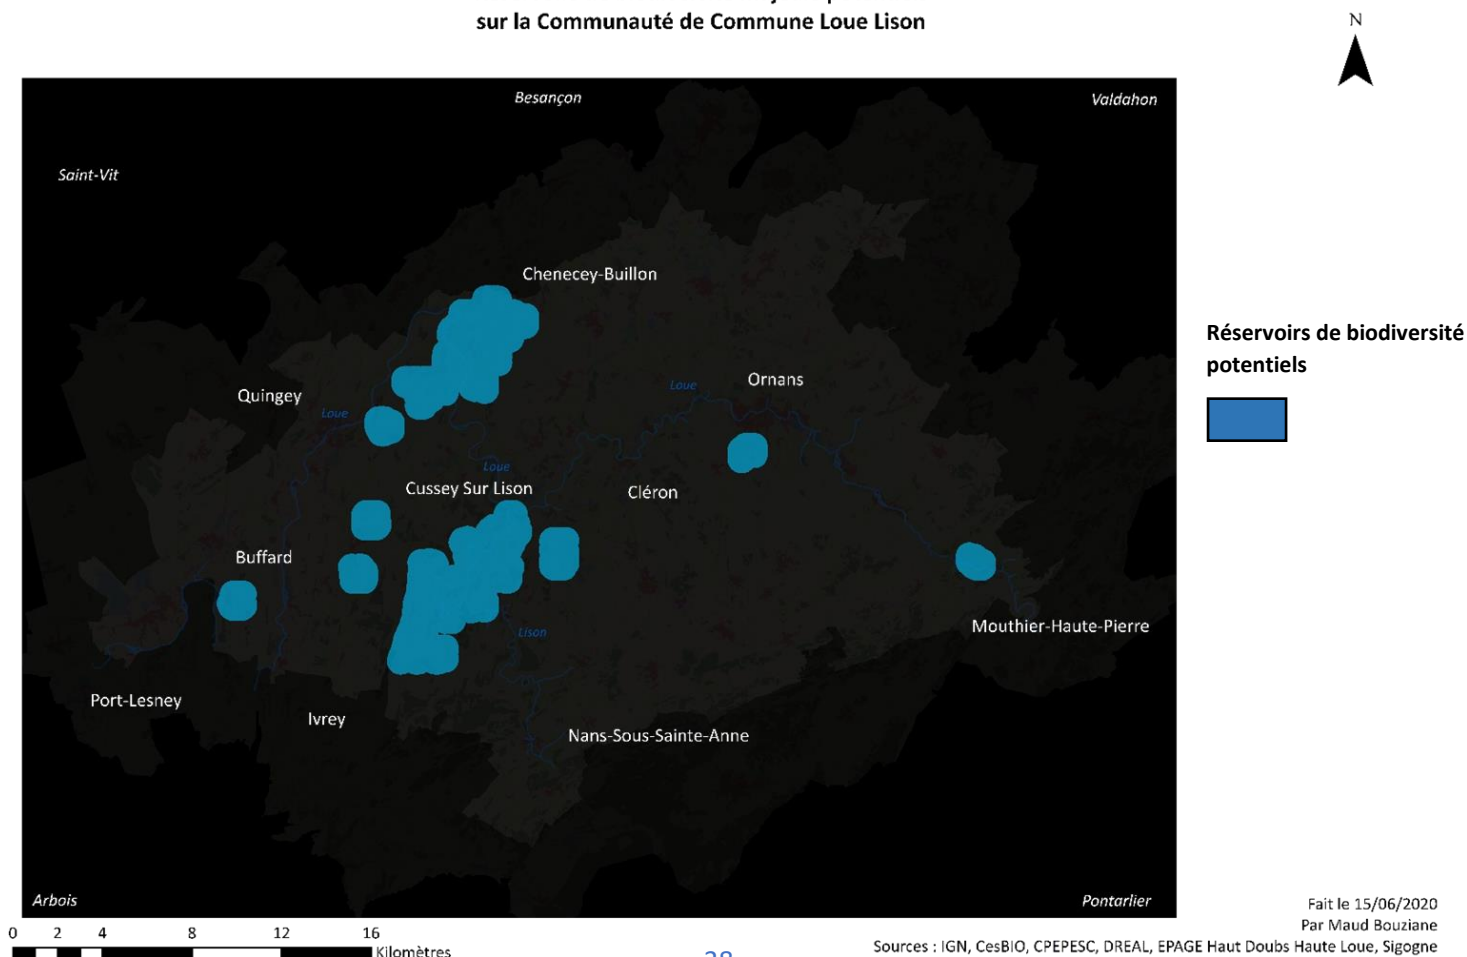 sur la Communauté de Commune Loue Lison
N
Besançon
Valdahon
Saint-Vit
Chenecey-Buillon
Réservoirs de biodiversité
potentiels
Ornans
Loue
Quingey
Loue
Loue
Cussey Sur Lison
Cléron
Buffard
Mouthier-Haute-Pierre
Lison
Port-Lesney
Ivrey
Nans-Sous-Sainte-Anne
Arbois
Pontarlier
Fait le 15/06/2020
Par Maud Bouziane
Sources : IGN, CesBIO, CPEPESC, DREAL, EPAGE Haut Doubs Haute Loue, Sigogne
0 2 4 8 12 16
Kilomètres